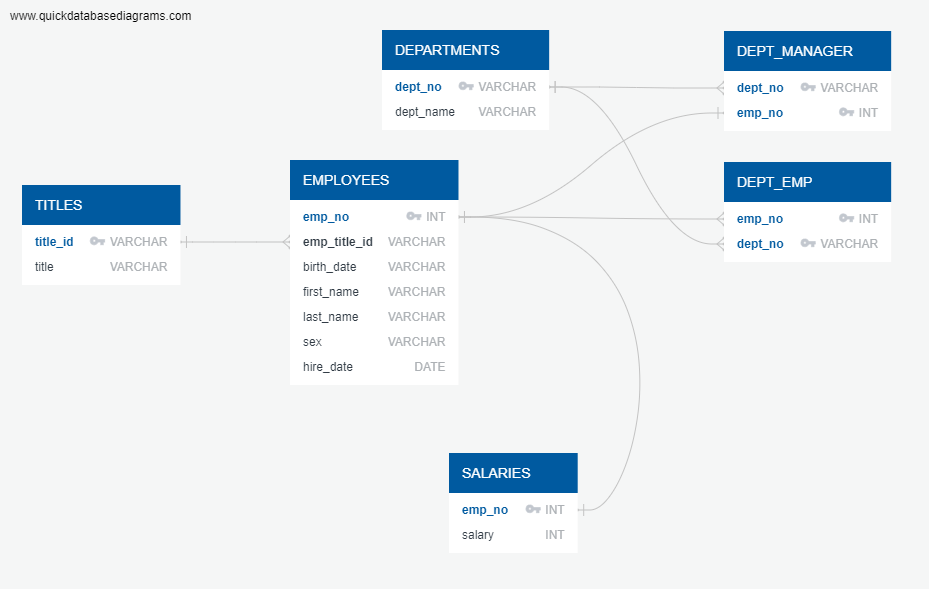 www.quickdatabasediagrams.com
DEPARTMENTS
dept_no VARCHAR
dept_name VARCHAR
DEPT_MANAGER
dept_no VARCHAR
emp_no INT
EMPLOYEES
emp_no INT
emp_title_id VARCHAR
birth_date VARCHAR
first_name VARCHAR
last_name VARCHAR
sex VARCHAR
hire_date DATE
DEPT_EMP
emp_no INT
dept_no VARCHAR
TITLES
title_id VARCHAR
title VARCHAR
SALARIES
emp_no INT
salary INT